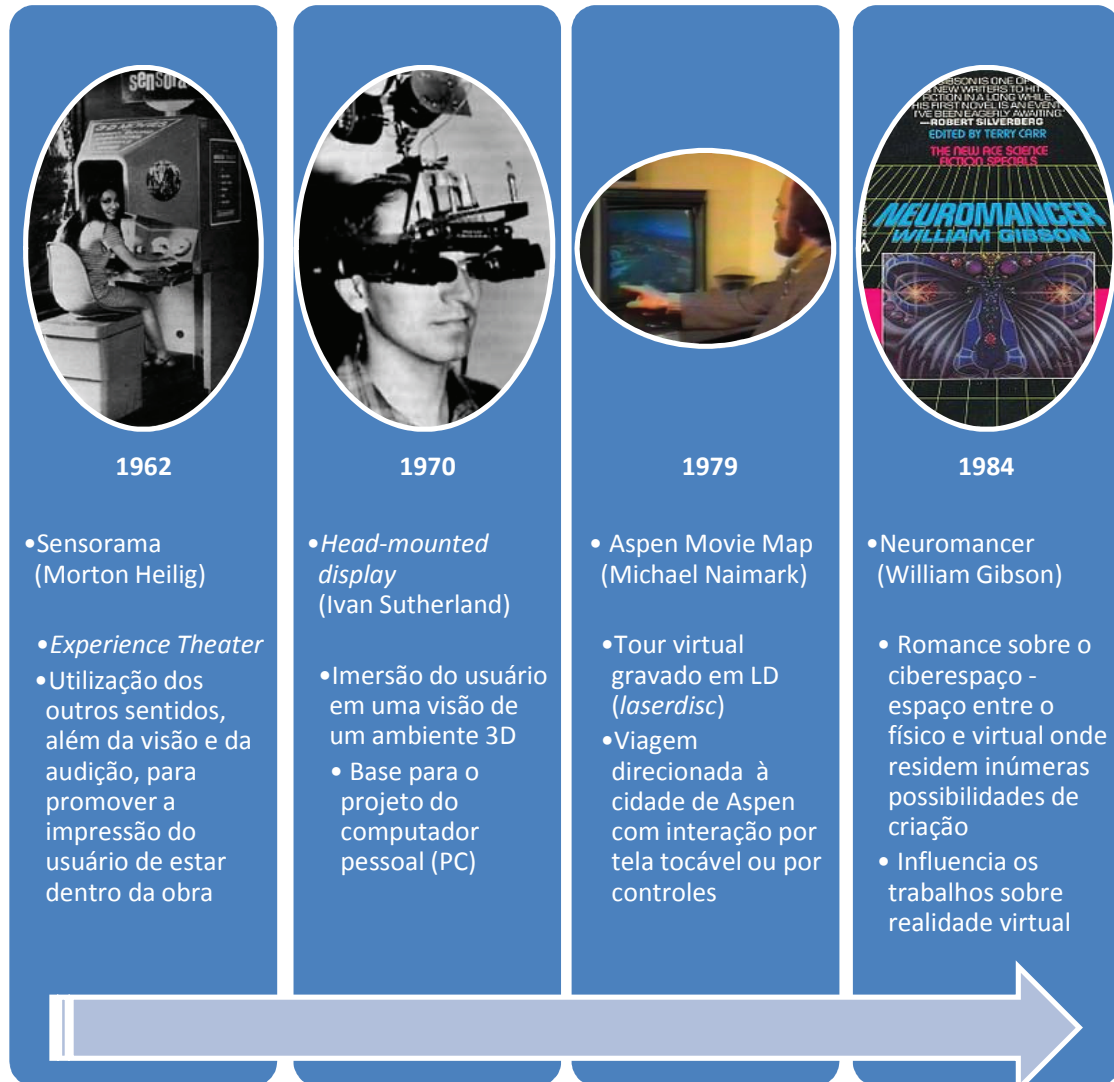 sensora
3-D MOVIES
GIBSON IS ONE OF
NEW WRITERS TO HIT
FICTION IN A LONG WHILE
HIS FIRST NOVEL IS AN EVENT
I'VE BEEN EAGERLY AWAITING."
—ROBERT SILVERBERG
EDITED BY TERRY CARR
THE NEW ACE SCIENCE
FICTION SPECIALS
NEUROMANCER
WILLIAM GIBSON
1962
•Sensorama
(Morton Heilig)
•Experience Theater
•Utilização dos
outros sentidos,
além da visão e da
audição, para
promover a
impressão do
usuário de estar
dentro da obra
1970
•Head-mounted
display
(Ivan Sutherland)
•Imersão do usuário
em uma visão de
um ambiente 3D
• Base para o
projeto do
computador
pessoal (PC)
1979
• Aspen Movie Map
(Michael Naimark)
•Tour virtual
gravado em LD
(laserdisc)
•Viagem
direcionada à
cidade de Aspen
com interação por
tela tocável ou por
controles
1984
•Neuromancer
(William Gibson)
• Romance sobre o
ciberespaço -
espaço entre o
físico e virtual onde
residem inúmeras
possibilidades de
criação
• Influencia os
trabalhos sobre
realidade virtual